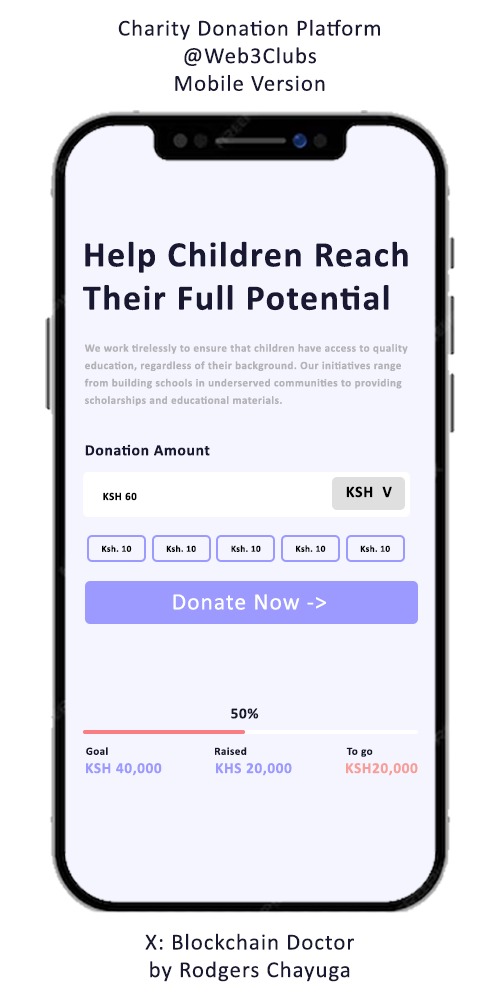 Charity Donation Platform
@Web3Clubs
Mobile Version
Help Children Reach
Their Full Potential
We work tirelessly to ensure that children have access to quality
education, regardless of their background. Our initiatives range
from building schools in underserved communities to providing
scholarships and educational materials.
Donation Amount
KSH 60
KSH V
Ksh. 10 Ksh. 10 Ksh. 10 Ksh. 10 Ksh. 10
Donate Now ->
50%
Goal Raised To go
KSH 40,000 KHS 20,000 KSH20,000
X: Blockchain Doctor
by Rodgers Chayuga